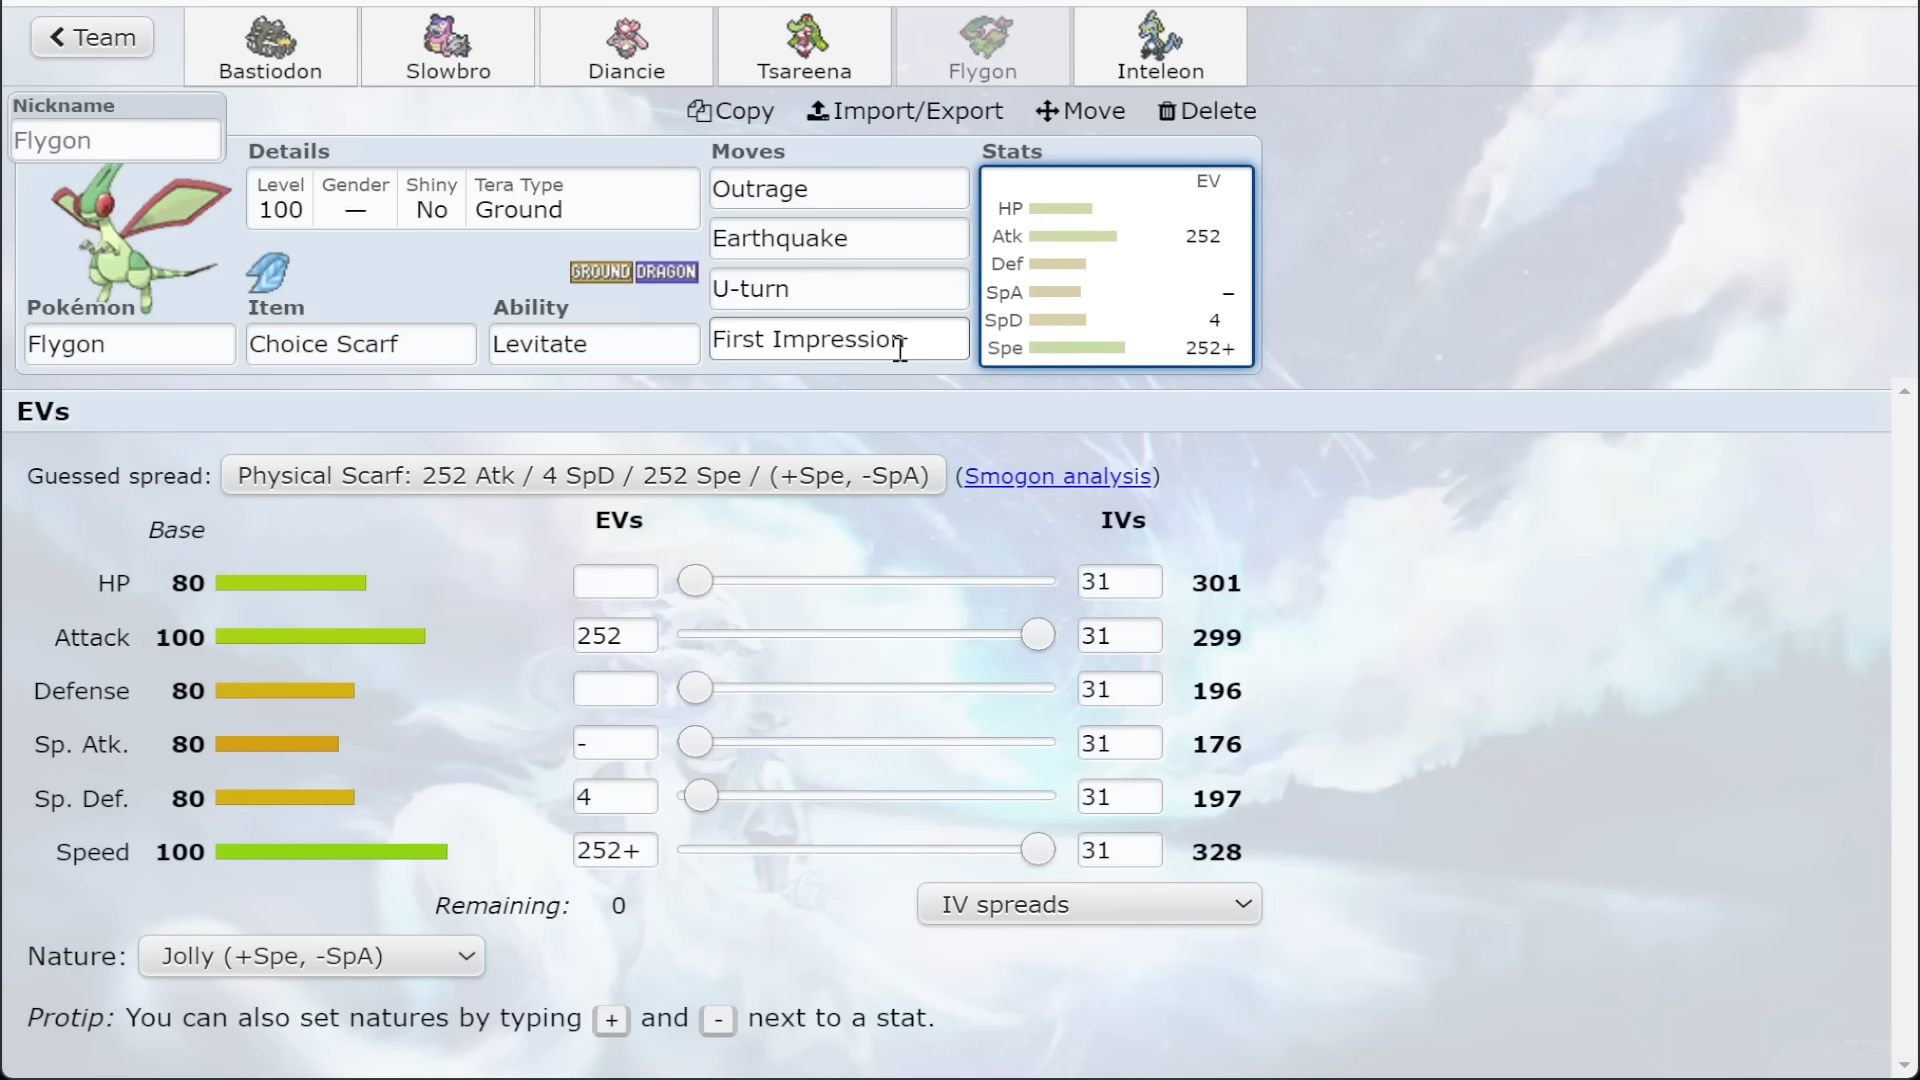 Team
Bastiodon
Slowbro
Diancie
Tsareena
Flygon
Inteleon
Copy
Import/Export
Move
Delete
Nickname
Flygon
Details
Level
100
Gender
—
Shiny
No
Tera Type
Ground
GROUND DRAGON
Pokémon
Flygon
Item
Choice Scarf
Ability
Levitate
Moves
Outrage
Earthquake
U-turn
First Impression
Stats
EV
HP
Atk 252
Def
SpA –
SpD 4
Spe 252+
EVs
Guessed spread: Physical Scarf: 252 Atk / 4 SpD / 252 Spe / (+Spe, -SpA) (Smogon analysis)
Base EVs IVs
HP 80 31 301
Attack 100 252 31 299
Defense 80 31 196
Sp. Atk. 80 - 31 176
Sp. Def. 80 4 31 197
Speed 100 252+ 31 328
Remaining: 0
IV spreads
Nature: Jolly (+Spe, -SpA)
Protip: You can also set natures by typing + and - next to a stat.